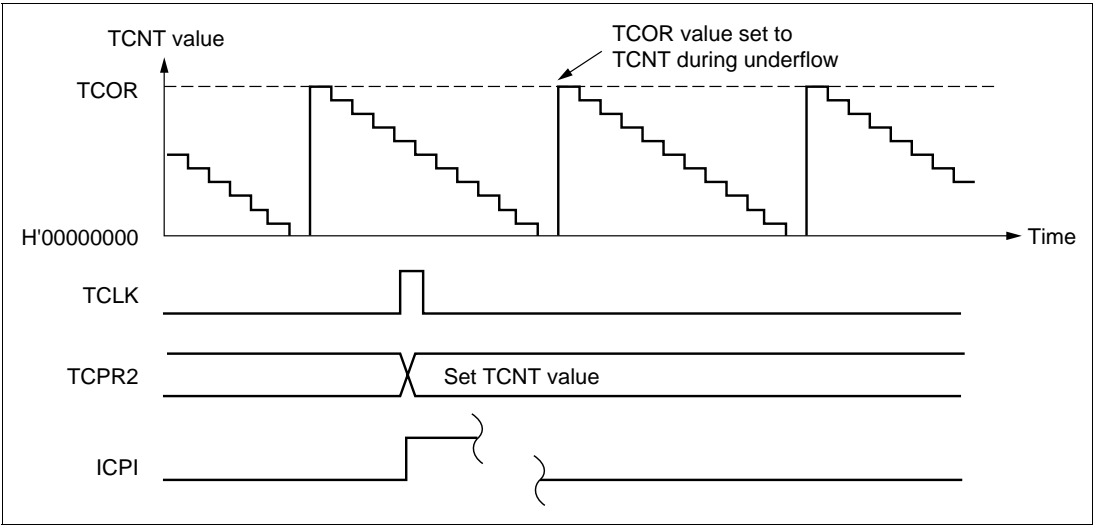 TCNT value
TCOR value set to
TCNT during underflow
TCOR
H'00000000
Time
TCLK
TCPR2
Set TCNT value
ICPI